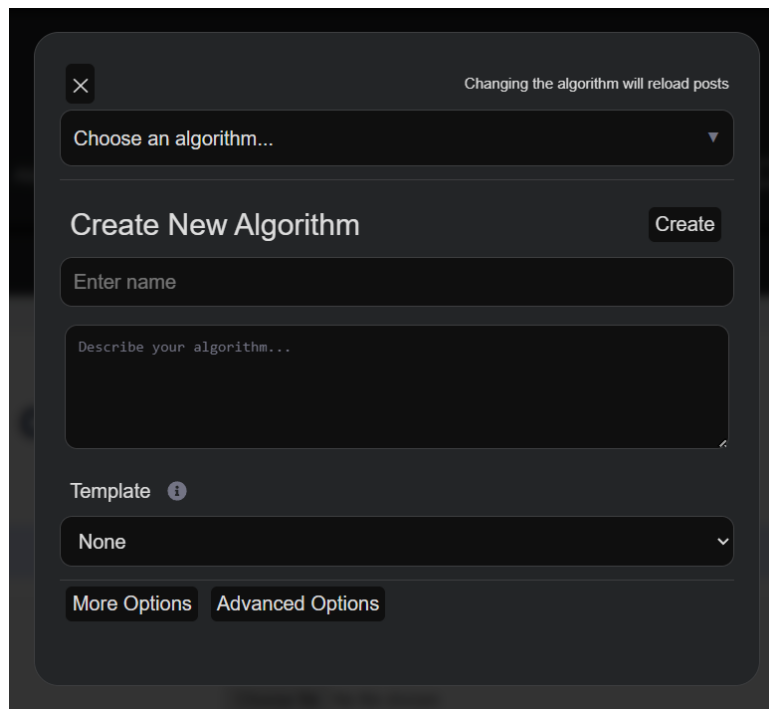 Changing the algorithm will reload posts
Choose an algorithm...
Create New Algorithm
Create
Enter name
Describe your algorithm...
Template
None
More Options Advanced Options